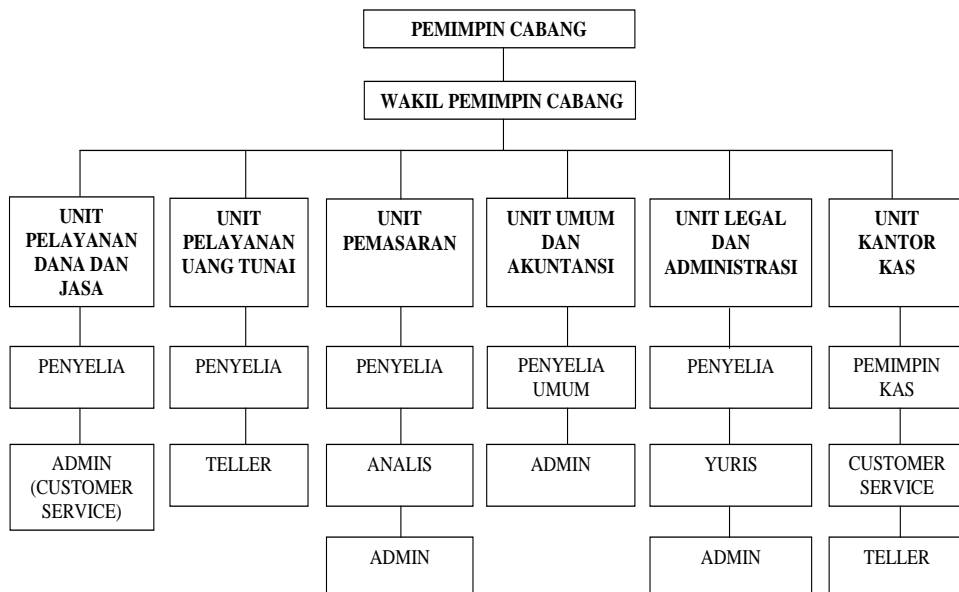 PEMIMPIN CABANG
WAKIL PEMIMPIN CABANG
UNIT
PELAYANAN
DANA DAN
JASA
UNIT
PELAYANAN
UANG TUNAI
UNIT
PEMASARAN
UNIT UMUM
DAN
AKUNTANSI
UNIT LEGAL
DAN
ADMINISTRASI
UNIT
KANTOR
KAS
PENYELIA
PENYELIA
PENYELIA
PENYELIA
UMUM
PENYELIA
PEMIMPIN
KAS
ADMIN
(CUSTOMER
SERVICE)
TELLER
ANALIS
ADMIN
YURIS
CUSTOMER
SERVICE
ADMIN
ADMIN
TELLER